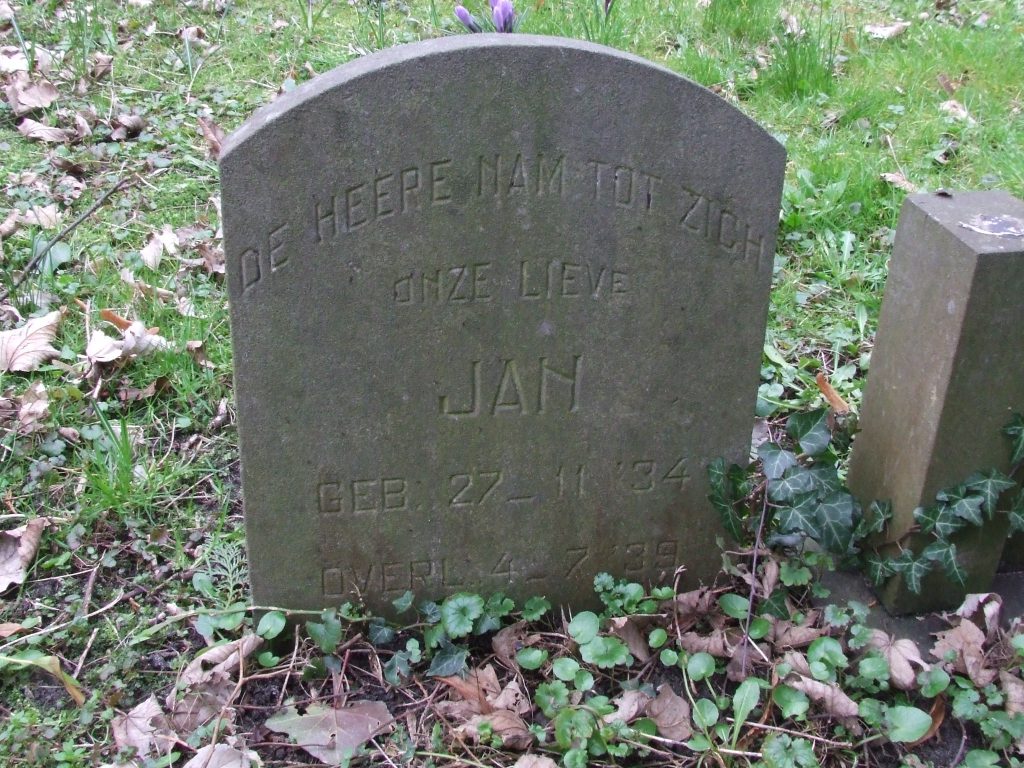 DE HEERE NAM TOT ZICH
ONZE LIEVE
JAN
GEB. 27-11 '34
OVERL. 4-7 '39